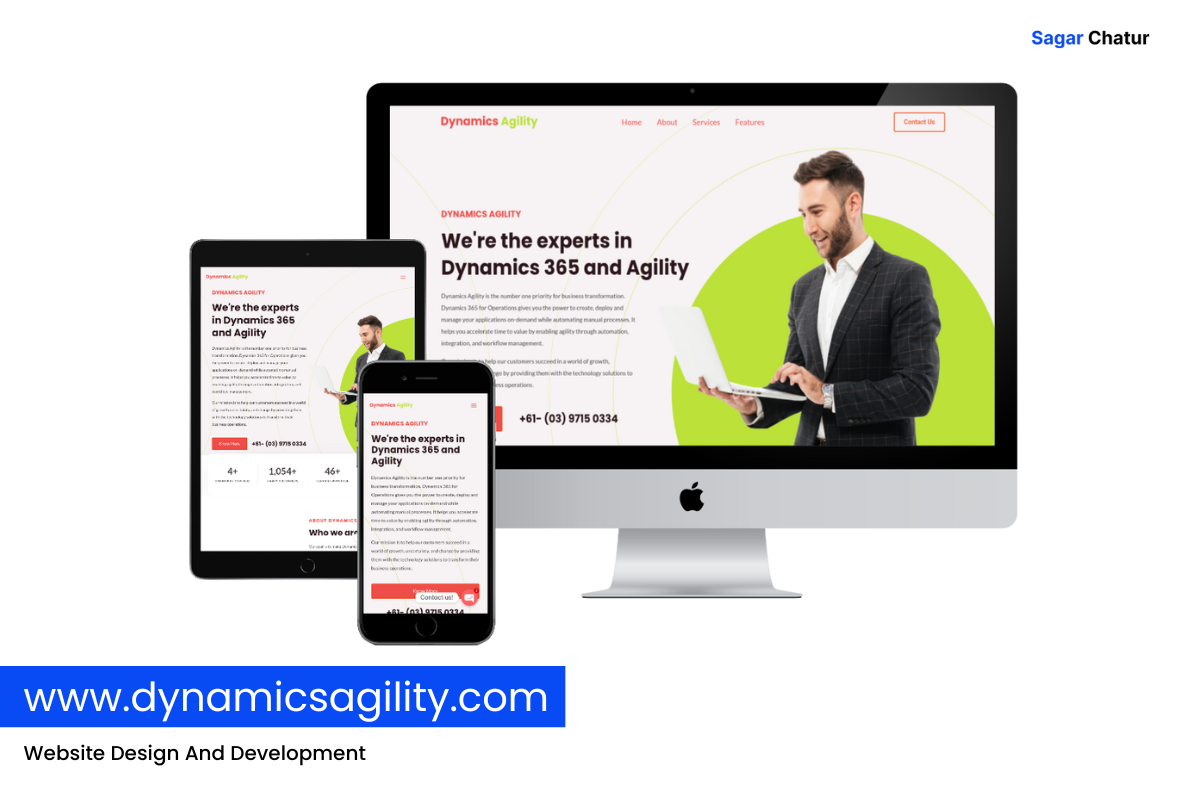 Sagar Chatur
Dynamics Agility
Home About Services Features
Contact Us
DYNAMICS AGILITY
We're the experts in
Dynamics 365 and Agility
Dynamics Agility is the number one priority for business transformation.
Dynamics 365 for Operations gives you the power to create, deploy and
manage your applications on-demand while automating manual processes. It
helps you accelerate time to value by enabling agility through automation,
integration, and workflow management.
to help our customers succeed in a world of growth,
by providing them with the technology solutions to
operations.
+61- (03) 9715 0334
Dynamics Agility
DYNAMICS AGILITY
We're the experts
in Dynamics 365
and Agility
Know More
+61- (03) 9715 0334
4+
1,054+
46+
ABOUT DYNAMICS
Who we are
Dynamics Agility
DYNAMICS AGILITY
We're the experts in
Dynamics 365 and
Agility
Dynamics Agility is the number one priority for
business transformation. Dynamics 365 for
Operations gives you the power to create, deploy and
manage your applications on-demand while
automating manual processes. It helps you accelerate
time to value by enabling agility through automation,
integration, and workflow management.
Our mission is to help our customers succeed in a
world of growth, uncertainty, and change by providing
them with the technology solutions to transform their
business operations.
Know More
Contact us!
+61- (03) 9715 0334
www.dynamicsagility.com
Website Design And Development